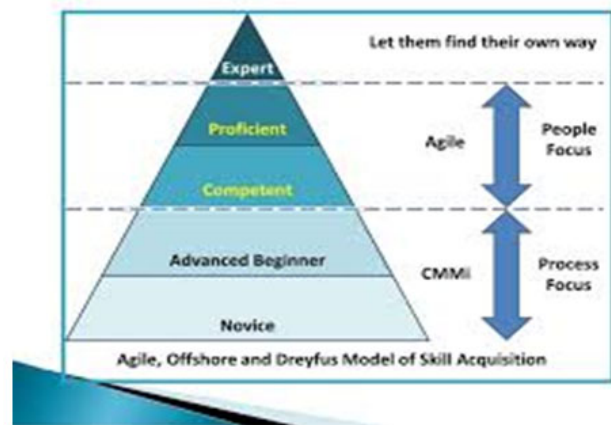 Let them find their own way
Expert
Proficient
Agile
People
Focus
Competent
Advanced Beginner
CMMi
Process
Focus
Novice
Agile, Offshore and Dreyfus Model of Skill Acquisition